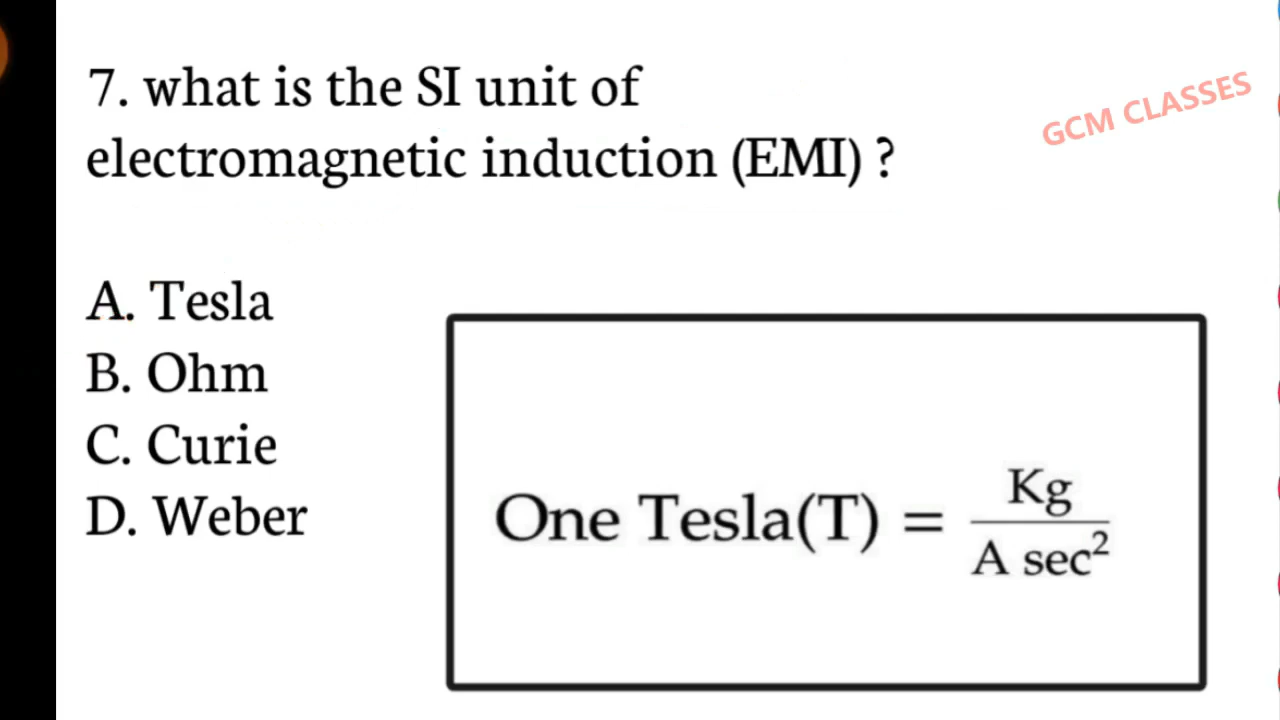 7. what is the SI unit of
electromagnetic induction (EMI) ?
GCM CLASSES
A. Tesla
B. Ohm
C. Curie
D. Weber
One Tesla(T) = Kg / A sec²